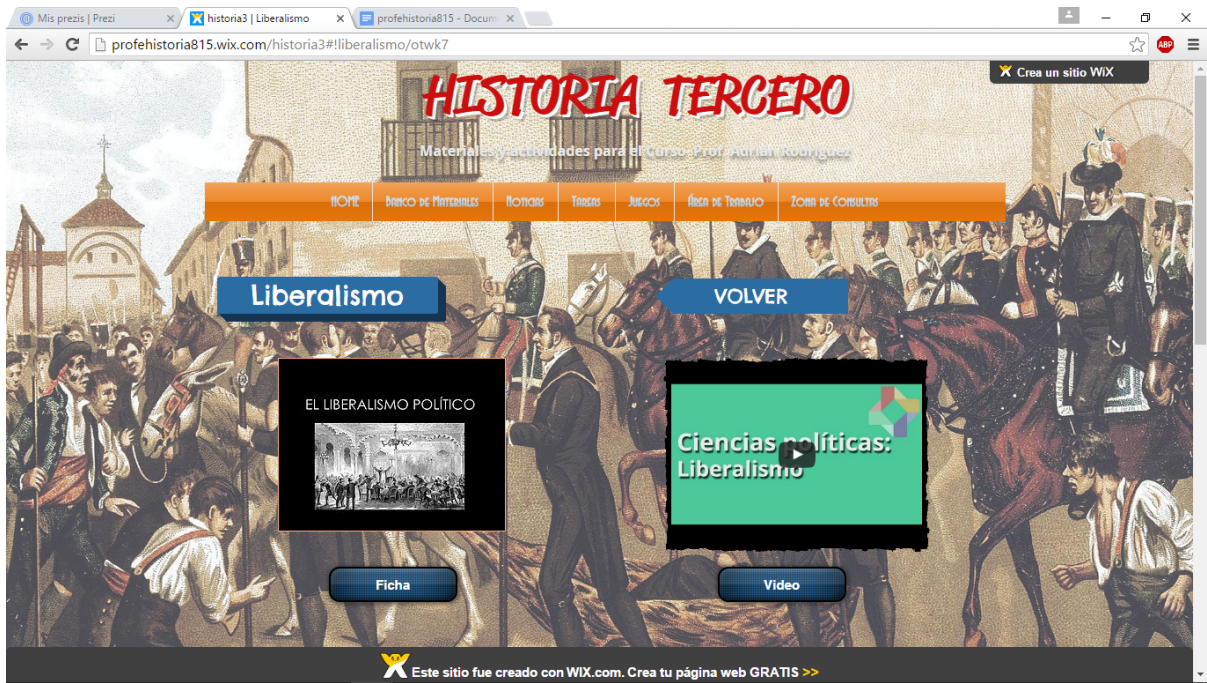 Mis prezis | Prezi
historia3 | Liberalismo
profehistoria815 - Docum
profehistoria815.wix.com/historia3#!liberalismo/otwk7
ABP
Crea un sitio WiX
HISTORIA TERCERO
Materiales y actividades para el Curso-Prof. Adrián Rodríguez
HOME
Banco de Materiales
Noticias
Tareas
Juegos
Área de Trabajo
Zona de Consultas
Liberalismo
VOLVER
EL LIBERALISMO POLÍTICO
Ciencias políticas:
Liberalismo
Ficha
Video
Este sitio fue creado con WIX.com. Crea tu página web GRATIS >>